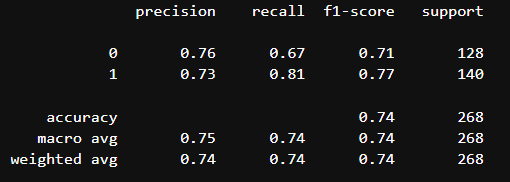 precision recall f1-score support
0 0.76 0.67 0.71 128
1 0.73 0.81 0.77 140
accuracy 0.74 268
macro avg 0.75 0.74 0.74 268
weighted avg 0.74 0.74 0.74 268